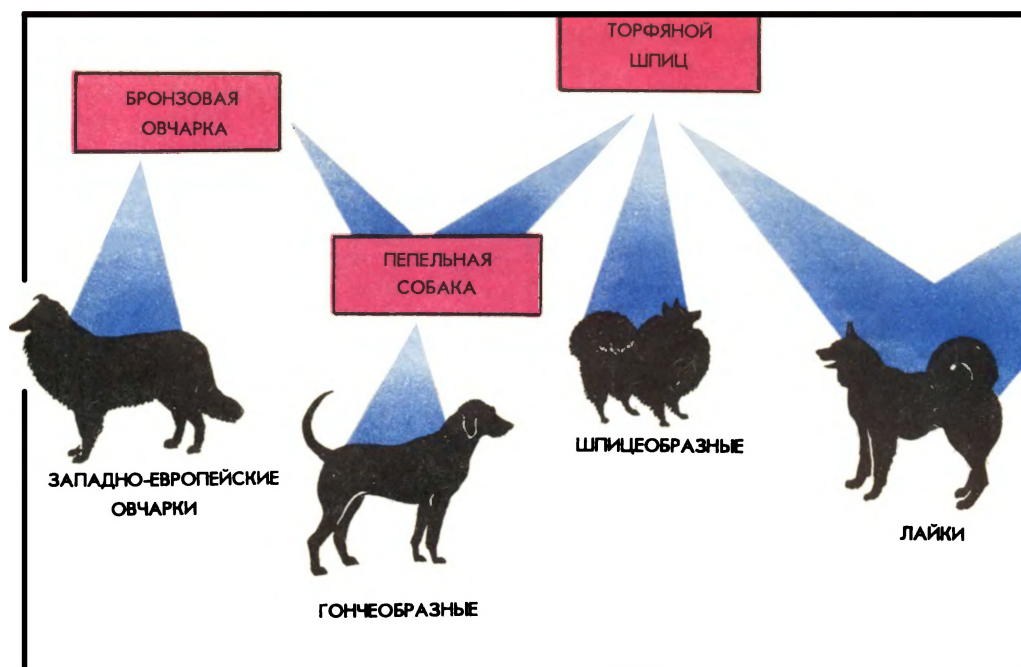 ТОРФЯНОЙ
ШПИЦ
БРОНЗОВАЯ
ОВЧАРКА
ПЕПЕЛЬНАЯ
СОБАКА
ЗАПАДНО-ЕВРОПЕЙСКИЕ
ОВЧАРКИ
ГОНЧЕОБРАЗНЫЕ
ШПИЦЕОБРАЗНЫЕ
ЛАЙКИ